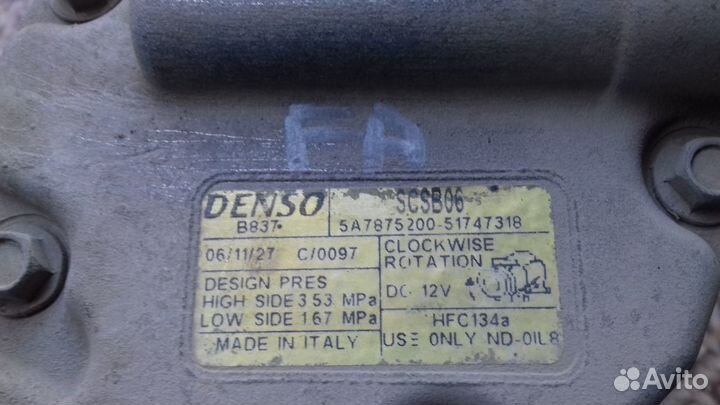 FA
DENSO
SCSB06
B837
5A7875200-51747318
06/11/27 C/0097
CLOCKWISE
ROTATION
DESIGN PRES
HIGH SIDE 3.53 MPa
LOW SIDE 1.67 MPa
DC 12V
HFC134a
MADE IN ITALY
USE ONLY ND-OIL8
Avito